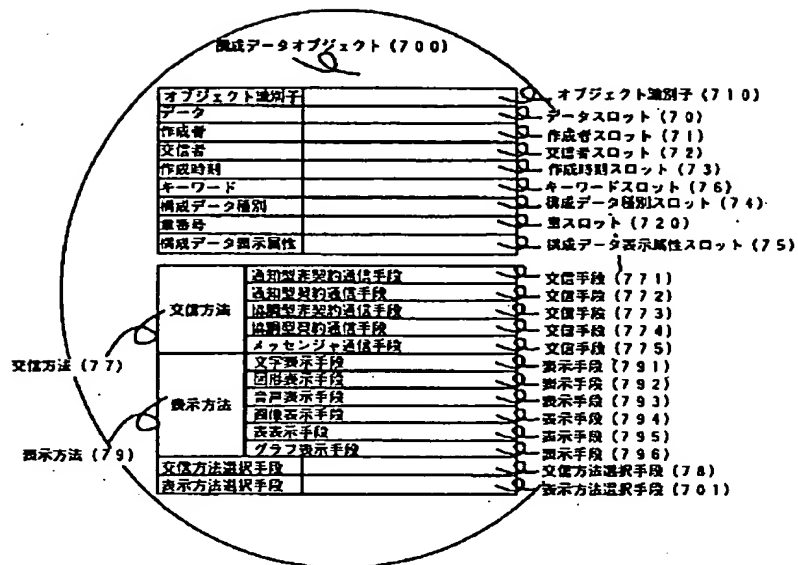 構成データオブジェクト (700)
オブジェクト識別子
オブジェクト識別子 (710)
データ
データスロット (70)
作成者
作成者スロット (71)
交信者
交信者スロット (72)
作成時刻
作成時刻スロット (73)
キーワード
キーワードスロット (76)
構成データ種別
構成データ種別スロット (74)
章番号
章スロット (720)
構成データ表示属性
構成データ表示属性スロット (75)
交信方法
通知型非契約通信手段
交信手段 (771)
通知型契約通信手段
交信手段 (772)
協調型非契約通信手段
交信手段 (773)
協調型契約通信手段
交信手段 (774)
メッセンジャ通信手段
交信手段 (775)
交信方法 (77)
表示方法
文字表示手段
表示手段 (791)
図形表示手段
表示手段 (792)
音声表示手段
表示手段 (793)
画像表示手段
表示手段 (794)
表表示手段
表示手段 (795)
グラフ表示手段
表示手段 (796)
表示方法 (79)
交信方法選択手段
交信方法選択手段 (78)
表示方法選択手段
表示方法選択手段 (701)